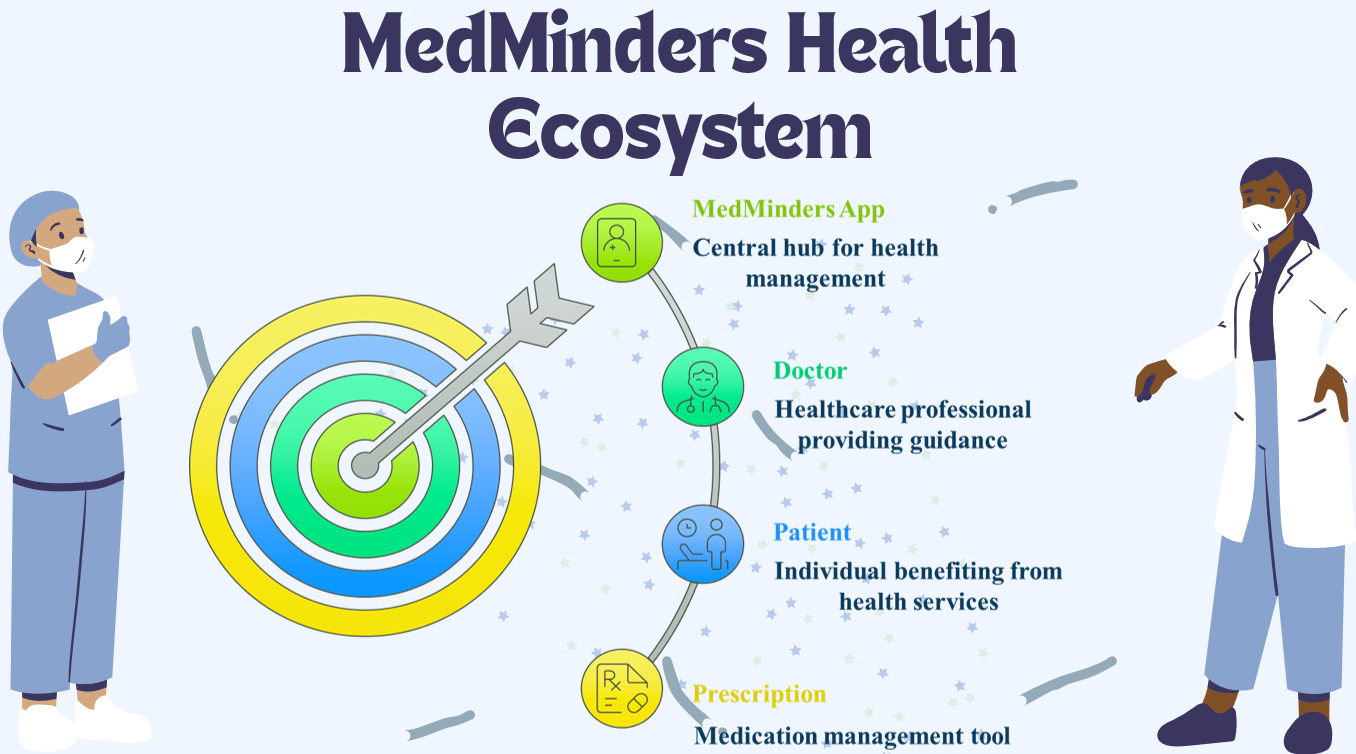 MedMinders Health
Ecosystem
MedMinders App
Central hub for health
management
Doctor
Healthcare professional
providing guidance
Patient
Individual benefiting from
health services
Rx
Prescription
Medication management tool